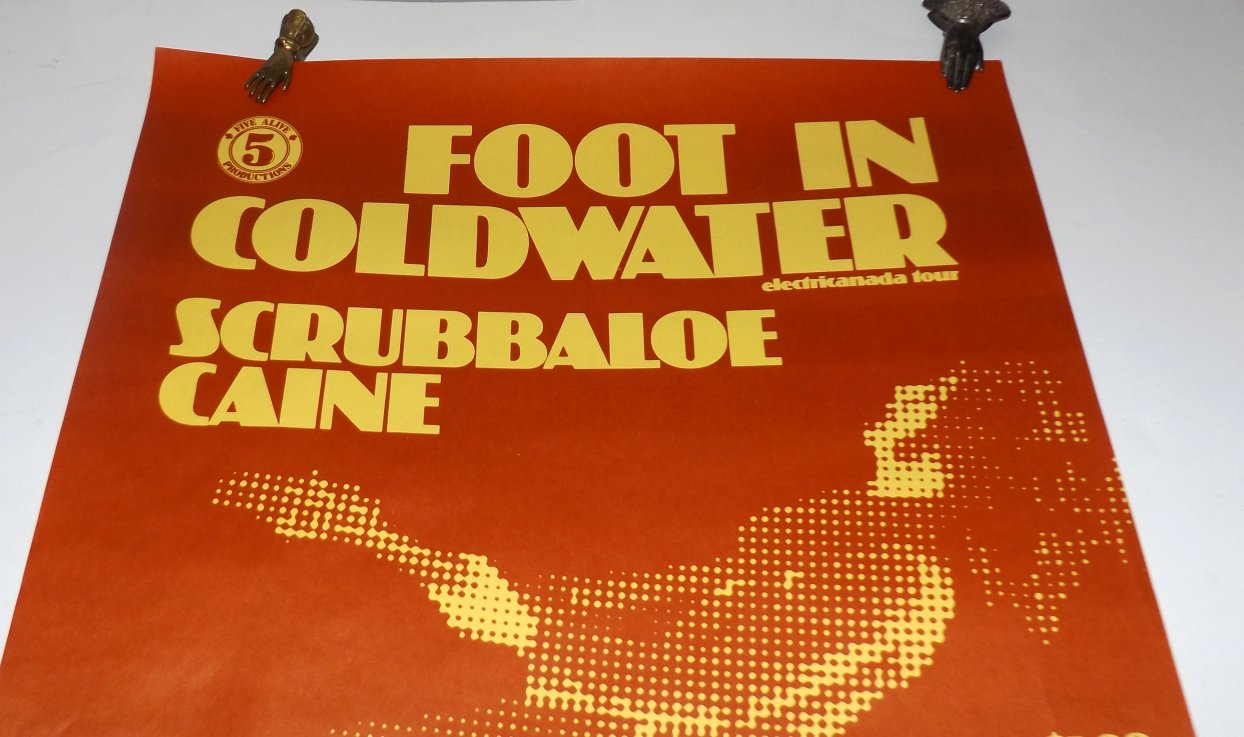 FIVE ALIVE
5
PRODUCTIONS
FOOT IN
COLDWATER
electricanada tour
SCRUBBALOE
CAINE